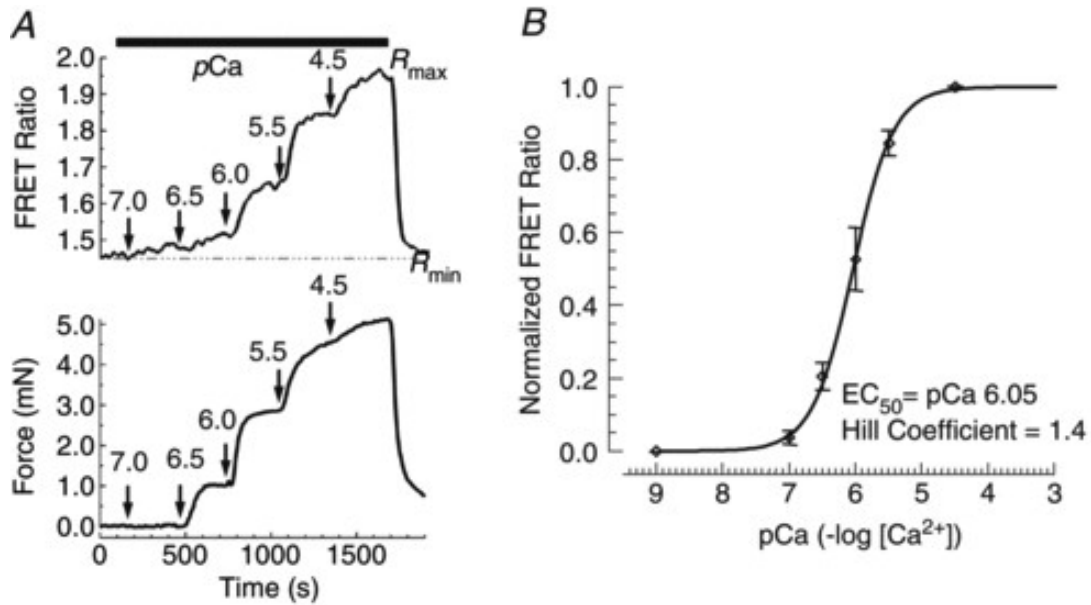 A
pCa
FRET Ratio
2.0
1.9
1.8
1.7
1.6
1.5
7.0
6.5
6.0
5.5
4.5
Rmax
Rmin
Force (mN)
5.0
4.0
3.0
2.0
1.0
0.0
7.0
6.5
6.0
5.5
4.5
0 500 1000 1500
Time (s)
B
Normalized FRET Ratio
1.0
0.8
0.6
0.4
0.2
0.0
EC50= pCa 6.05
Hill Coefficient = 1.4
9 8 7 6 5 4 3
pCa (-log [Ca2+])